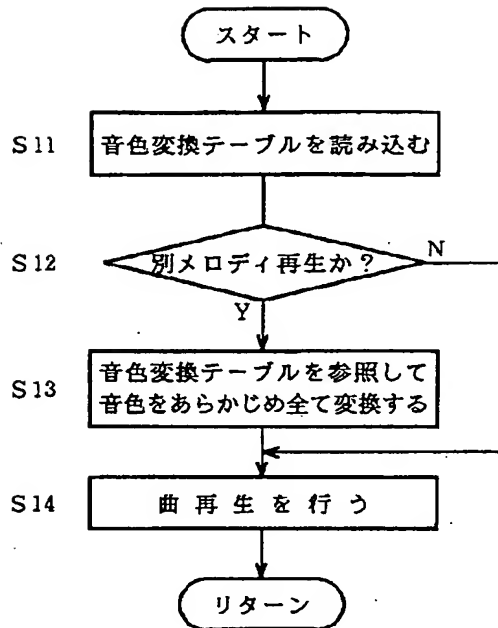 スタート
S11
音色変換テーブルを読み込む
S12
別メロディ再生か?
N
Y
S13
音色変換テーブルを参照して
音色をあらかじめ全て変換する
S14
曲再生を行う
リターン